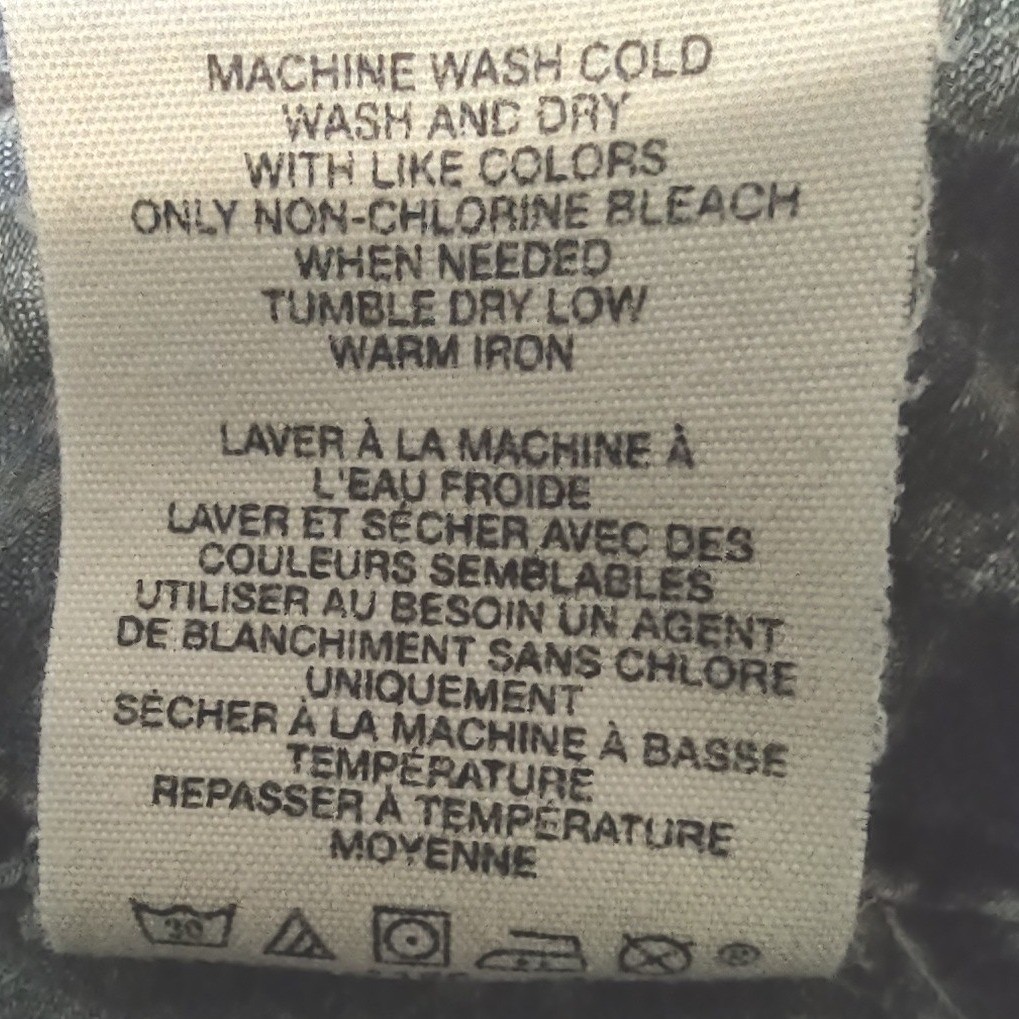 MACHINE WASH COLD
WASH AND DRY
WITH LIKE COLORS
ONLY NON-CHLORINE BLEACH
WHEN NEEDED
TUMBLE DRY LOW
WARM IRON
LAVER À LA MACHINE À
L'EAU FROIDE
LAVER ET SÉCHER AVEC DES
COULEURS SEMBLABLES
UTILISER AU BESOIN UN AGENT
DE BLANCHIMENT SANS CHLORE
UNIQUEMENT
SÉCHER À LA MACHINE À BASSE
TEMPÉRATURE
REPASSER À TEMPÉRATURE
MOYENNE
30